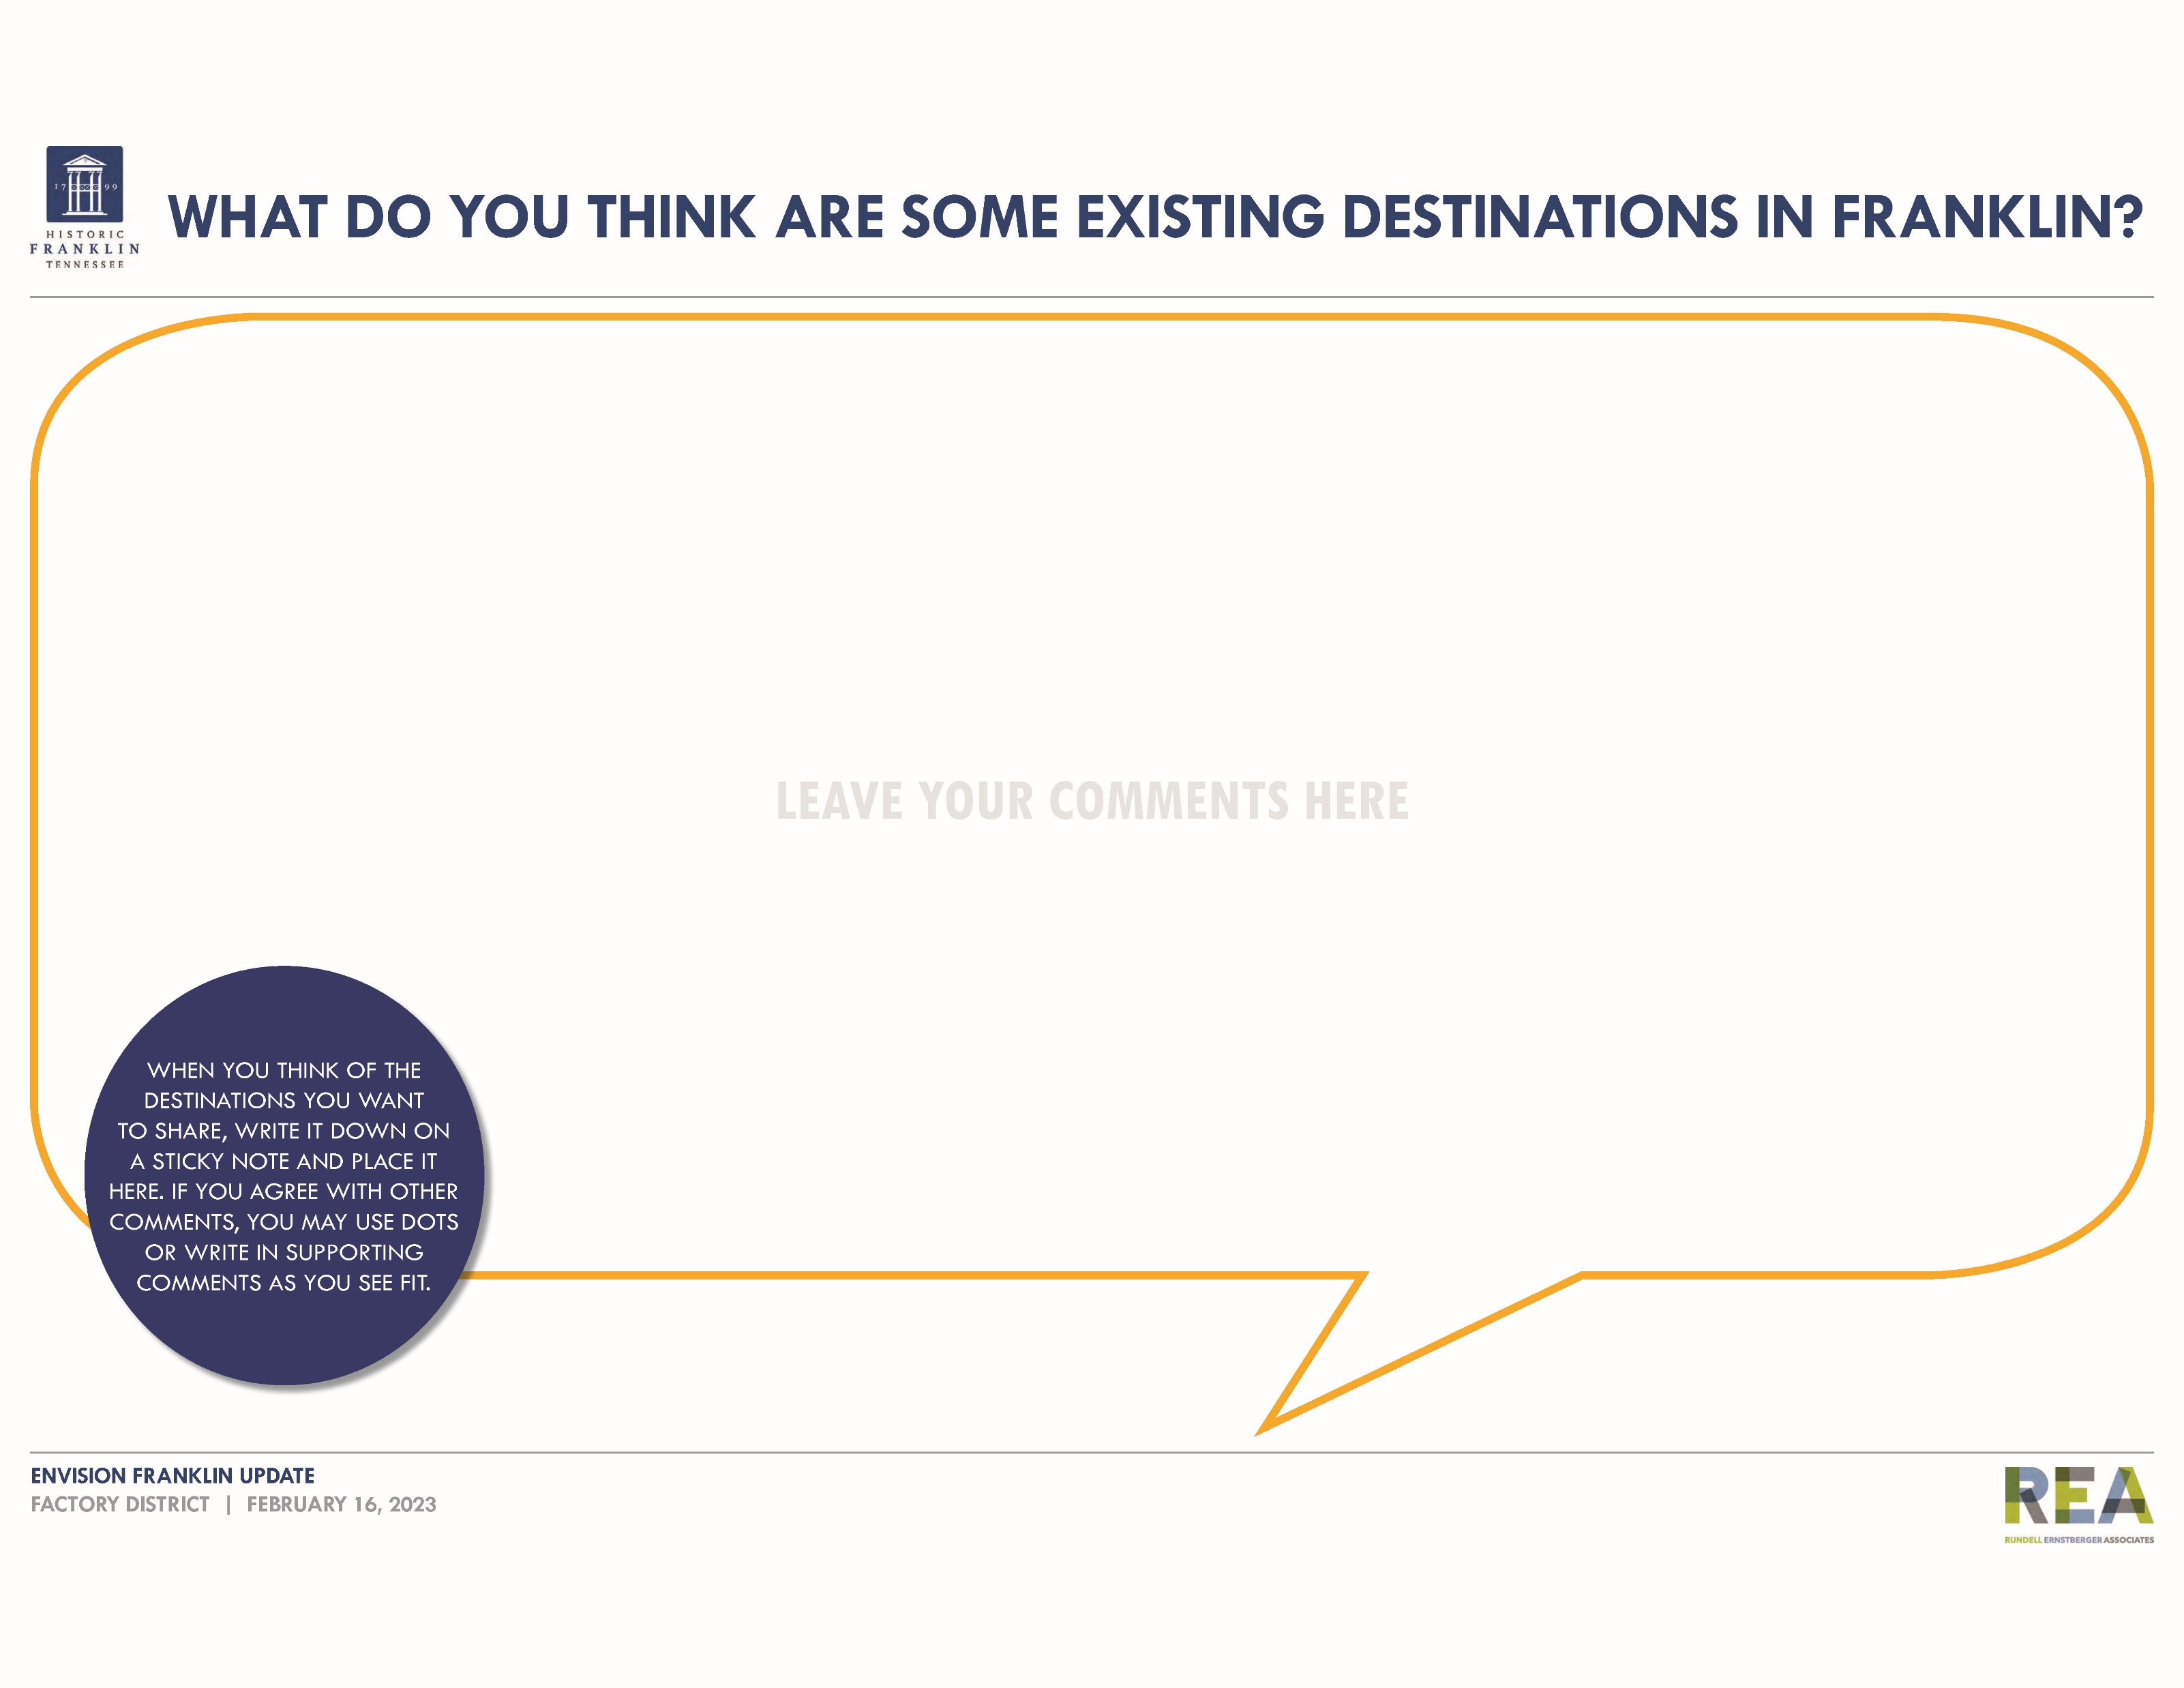 17 99
HISTORIC
FRANKLIN
TENNESSEE
WHAT DO YOU THINK ARE SOME EXISTING DESTINATIONS IN FRANKLIN?
LEAVE YOUR COMMENTS HERE
WHEN YOU THINK OF THE
DESTINATIONS YOU WANT
TO SHARE, WRITE IT DOWN ON
A STICKY NOTE AND PLACE IT
HERE. IF YOU AGREE WITH OTHER
COMMENTS, YOU MAY USE DOTS
OR WRITE IN SUPPORTING
COMMENTS AS YOU SEE FIT.
ENVISION FRANKLIN UPDATE
FACTORY DISTRICT | FEBRUARY 16, 2023
REA
RUNDELL ERNSTBERGER ASSOCIATES